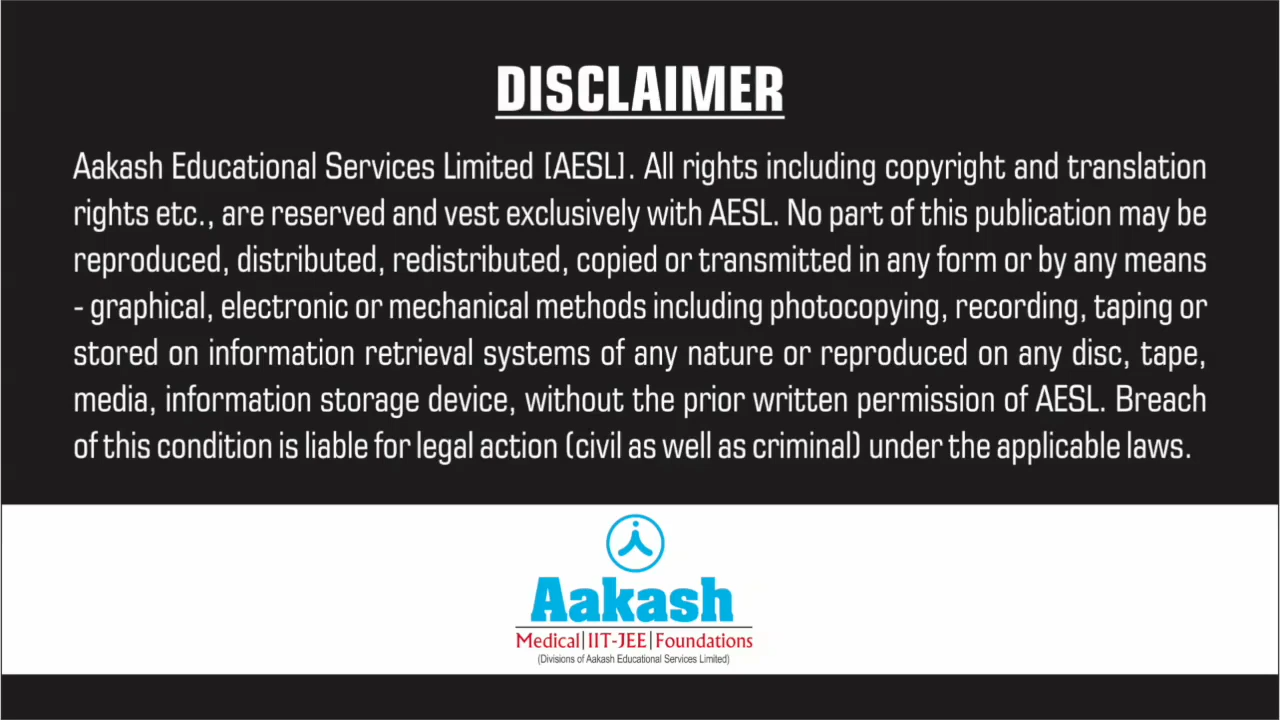 DISCLAIMER
Aakash Educational Services Limited [AESL]. All rights including copyright and translation
rights etc., are reserved and vest exclusively with AESL. No part of this publication may be
reproduced, distributed, redistributed, copied or transmitted in any form or by any means
- graphical, electronic or mechanical methods including photocopying, recording, taping or
stored on information retrieval systems of any nature or reproduced on any disc, tape,
media, information storage device, without the prior written permission of AESL. Breach
of this condition is liable for legal action (civil as well as criminal) under the applicable laws.
Aakash
Medical|IIT-JEE|Foundations
(Divisions of Aakash Educational Services Limited)